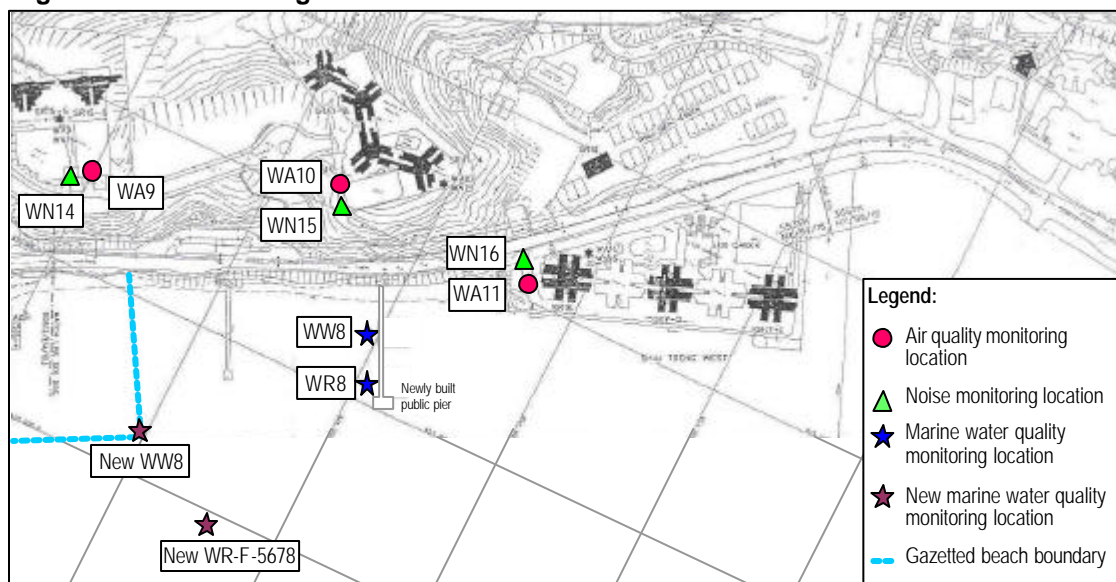 WA9
WN14
WA10
WN15
WN16
WA11
WW8
WR8
Newly built
public pier
New WW8
New WR-F-5678
Legend:
Air quality monitoring
location
Noise monitoring location
Marine water quality
monitoring location
New marine water quality
monitoring location
Gazetted beach boundary